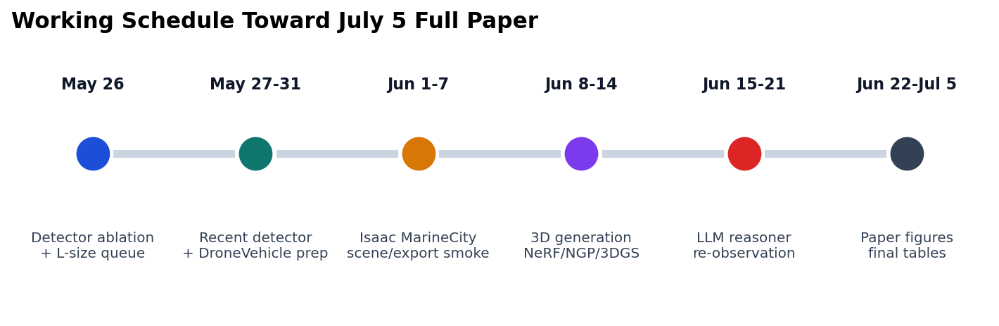 Working Schedule Toward July 5 Full Paper
May 26
May 27-31
Jun 1-7
Jun 8-14
Jun 15-21
Jun 22-Jul 5
Detector ablation
+ L-size queue
Recent detector
+ DroneVehicle prep
Isaac MarineCity
scene/export smoke
3D generation
NeRF/NGP/3DGS
LLM reasoner
re-observation
Paper figures
final tables